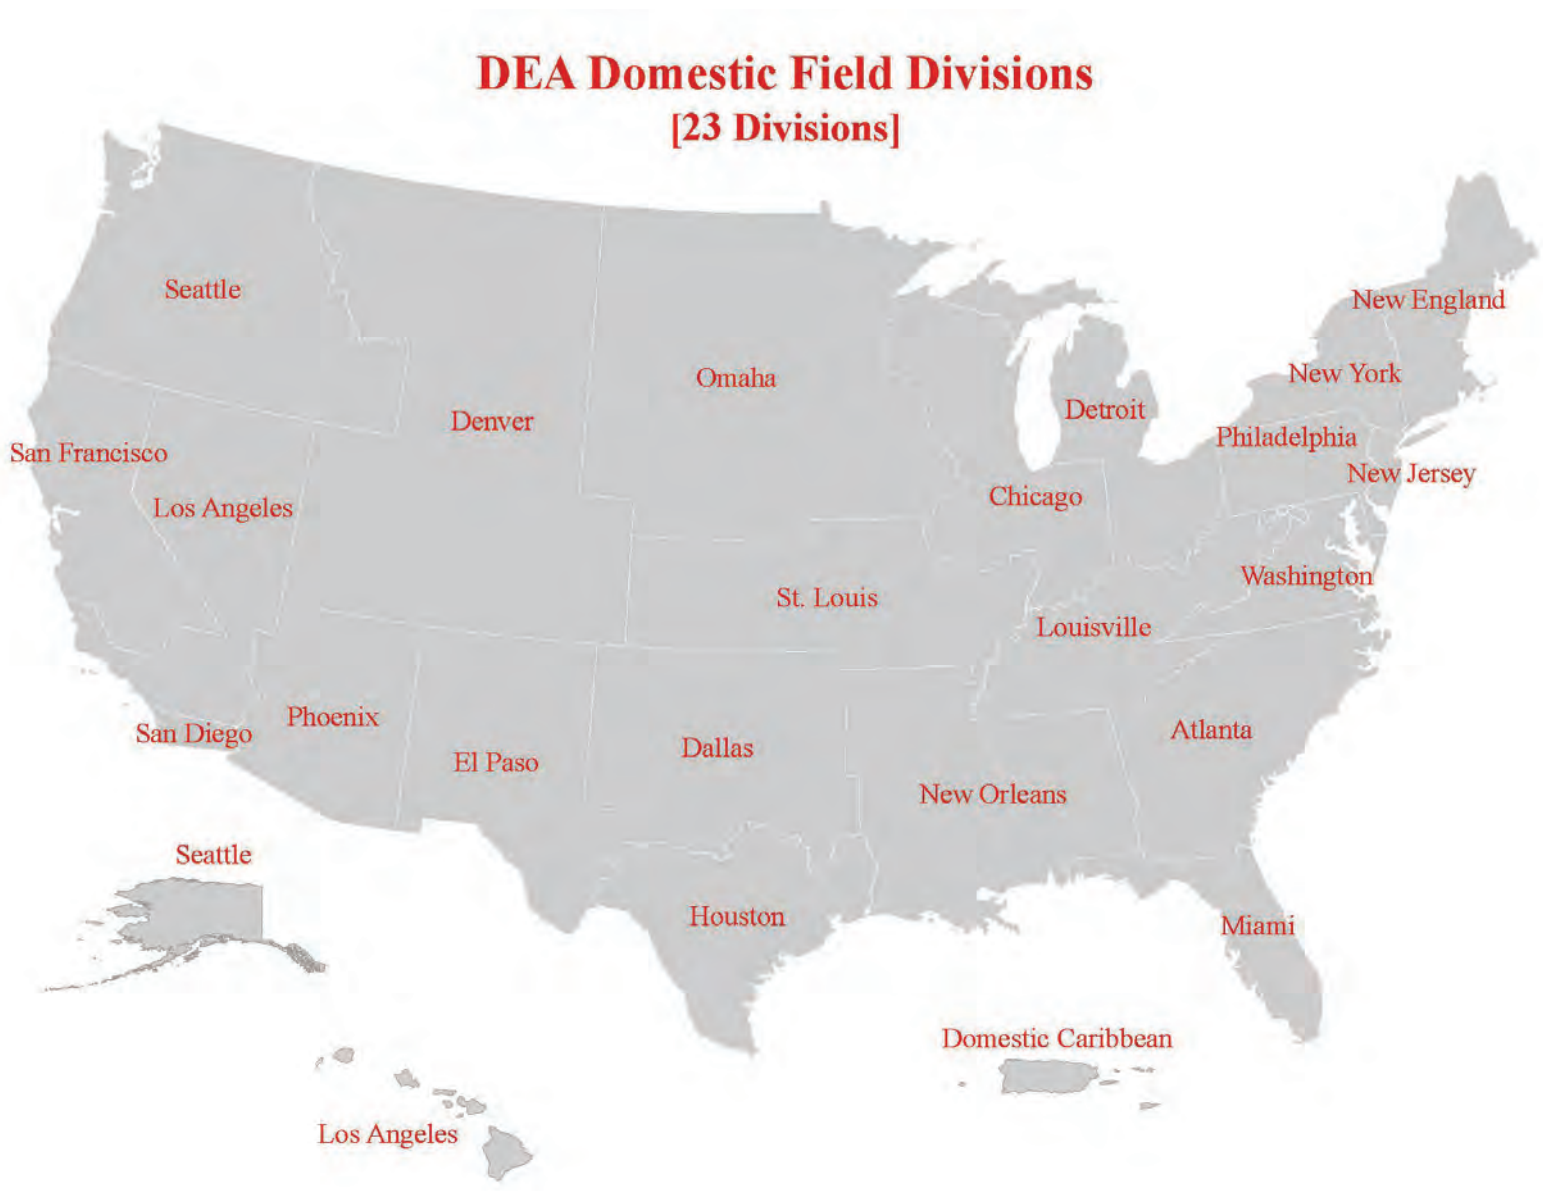 DEA Domestic Field Divisions
[23 Divisions]
Seattle
New England
New York
Omaha
Detroit
Denver
Philadelphia
San Francisco
New Jersey
Chicago
Los Angeles
Washington
St. Louis
Louisville
Phoenix
San Diego
Atlanta
Dallas
El Paso
New Orleans
Seattle
Houston
Miami
Domestic Caribbean
Los Angeles